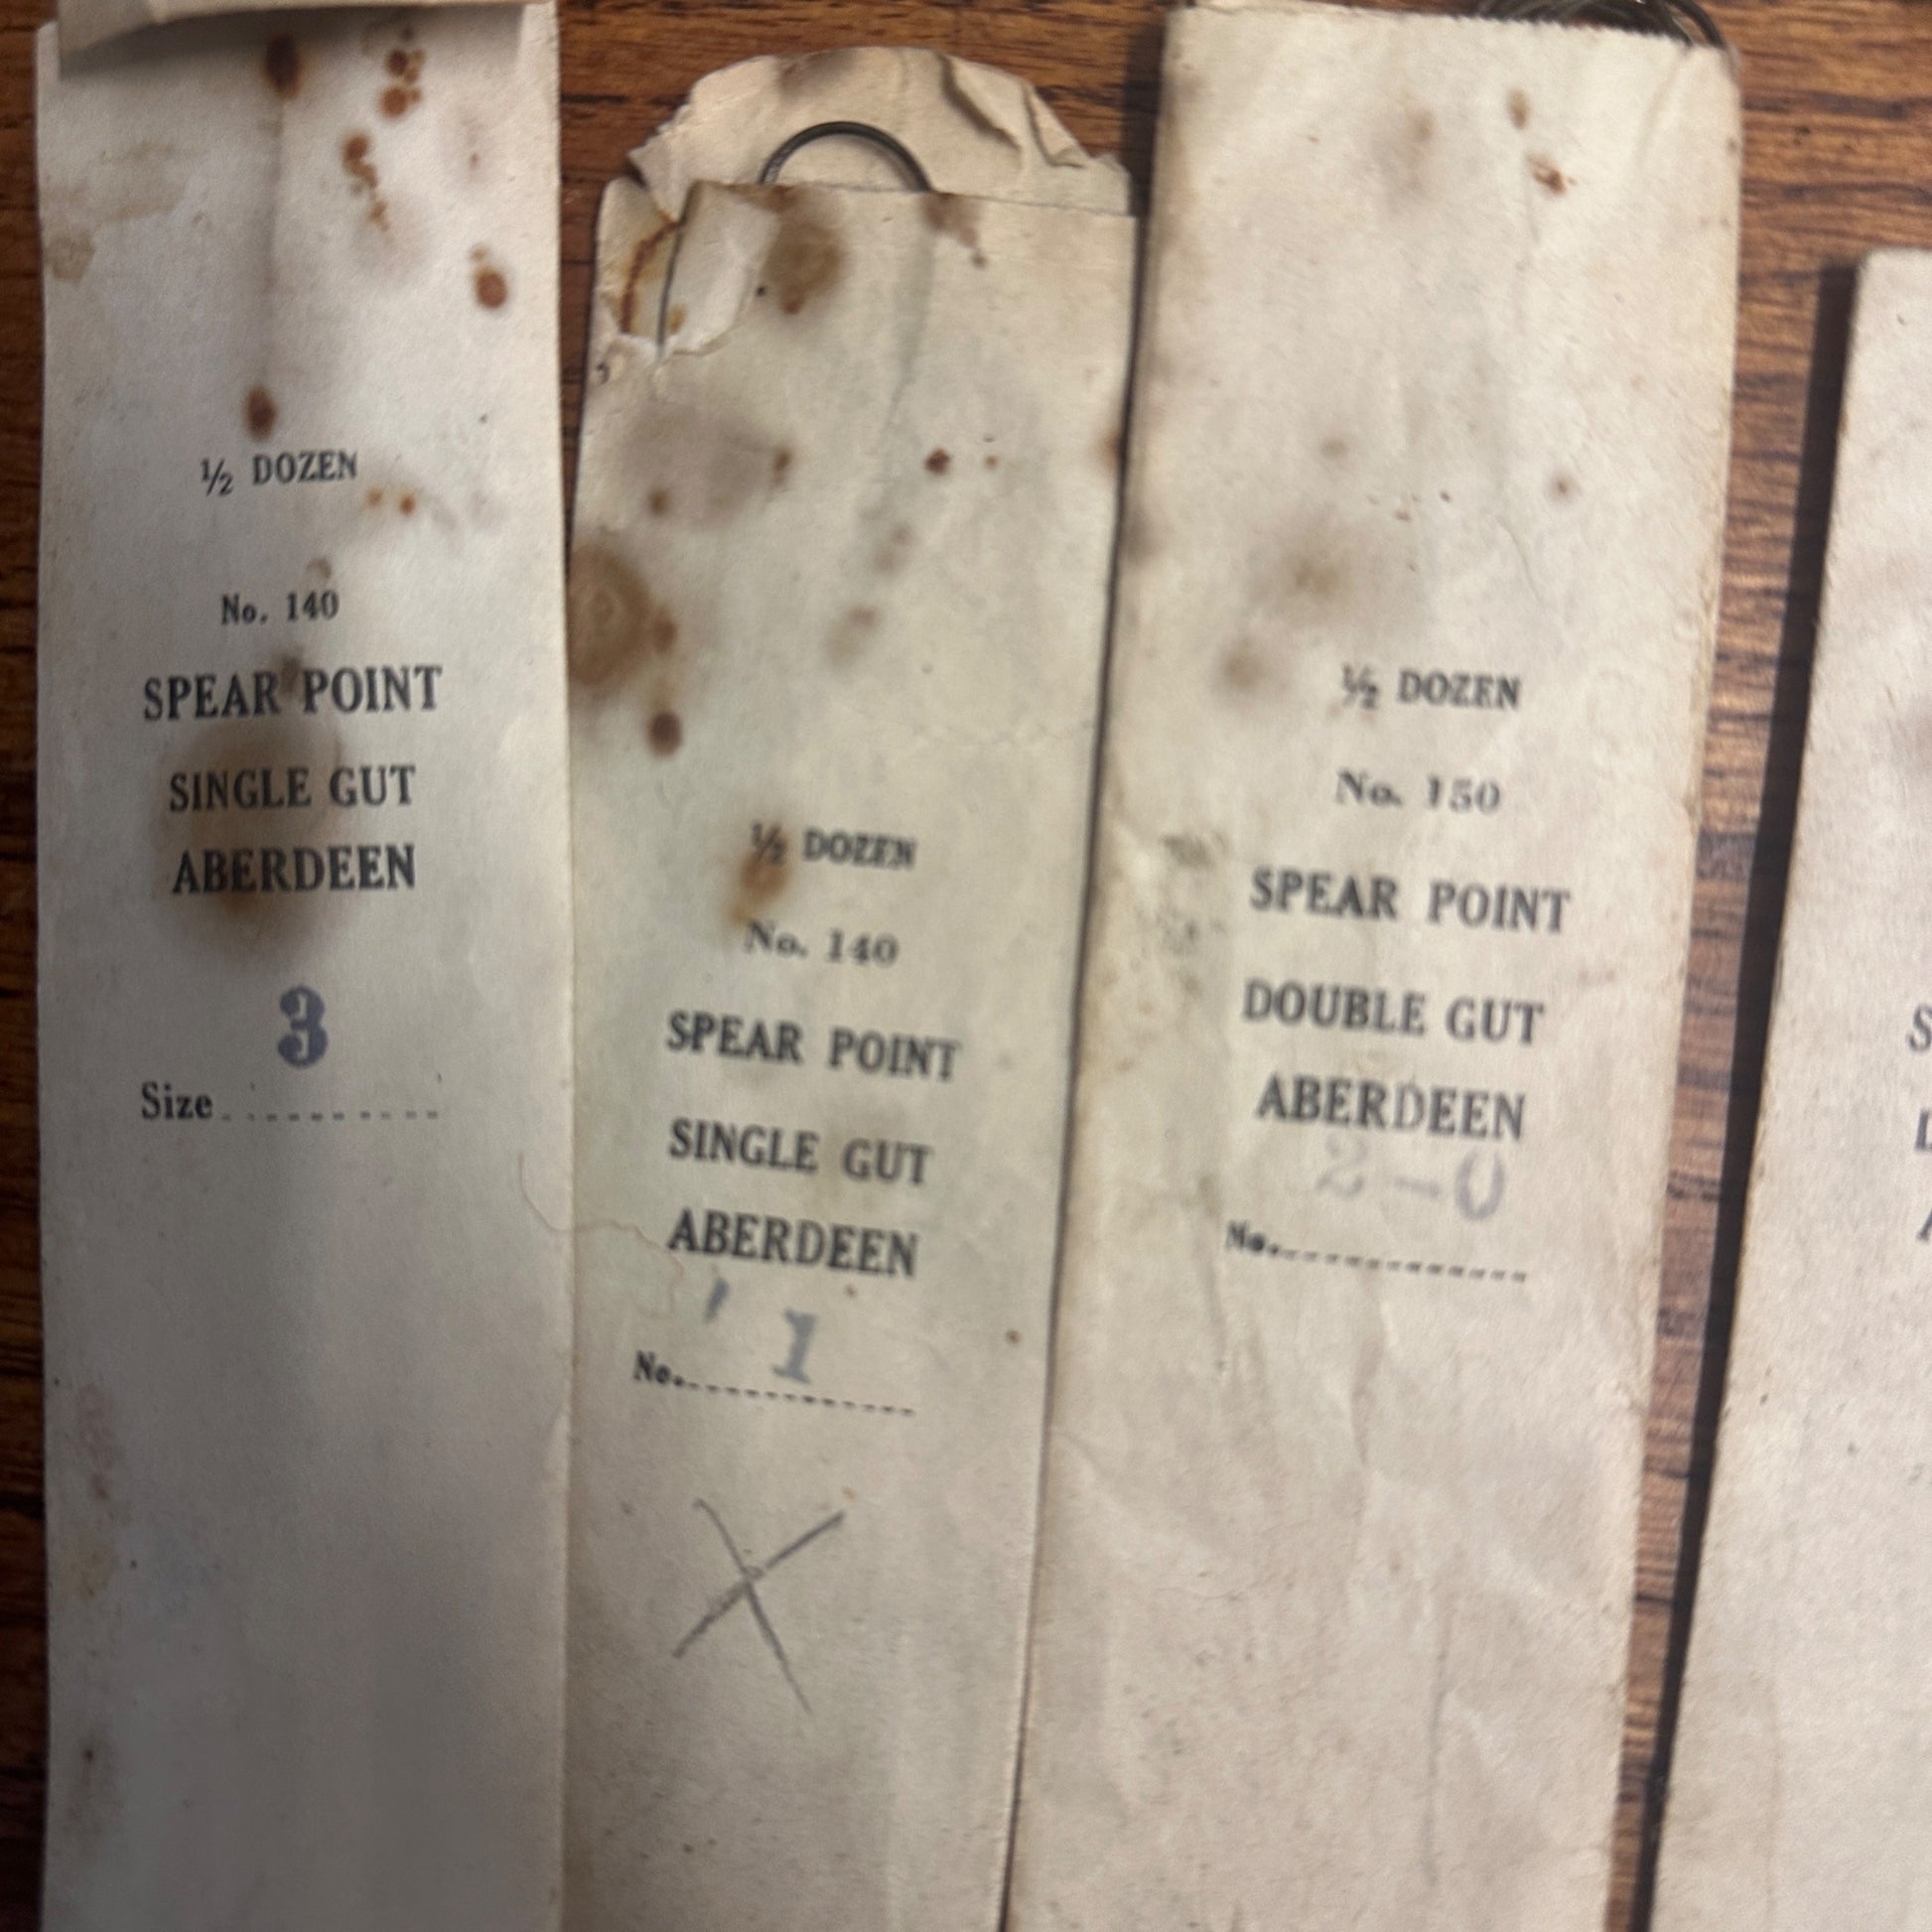 ½ DOZEN
No. 140
SPEAR POINT
SINGLE GUT
ABERDEEN
3
Size
½ DOZEN
No. 140
SPEAR POINT
SINGLE GUT
ABERDEEN
1
No.
X
½ DOZEN
No. 150
SPEAR POINT
DOUBLE GUT
ABERDEEN
2-0
No.